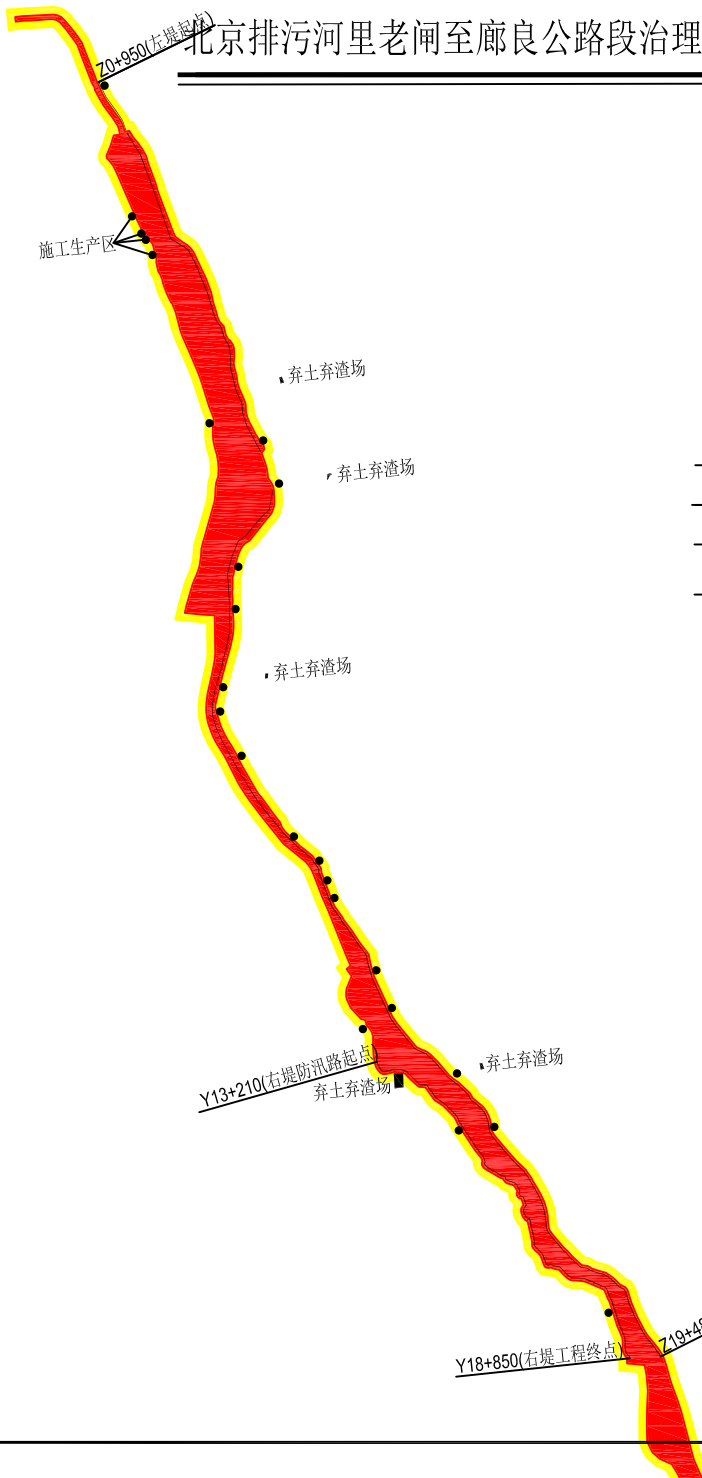 北京排污河里老闸至廊良公路段治理
Z0+950(左堤起点)
施工生产区
弃土弃渣场
弃土弃渣场
弃土弃渣场
弃土弃渣场
Y13+210(右堤防汛路起点)
弃土弃渣场
Z19+48
Y18+850(右堤工程终点)